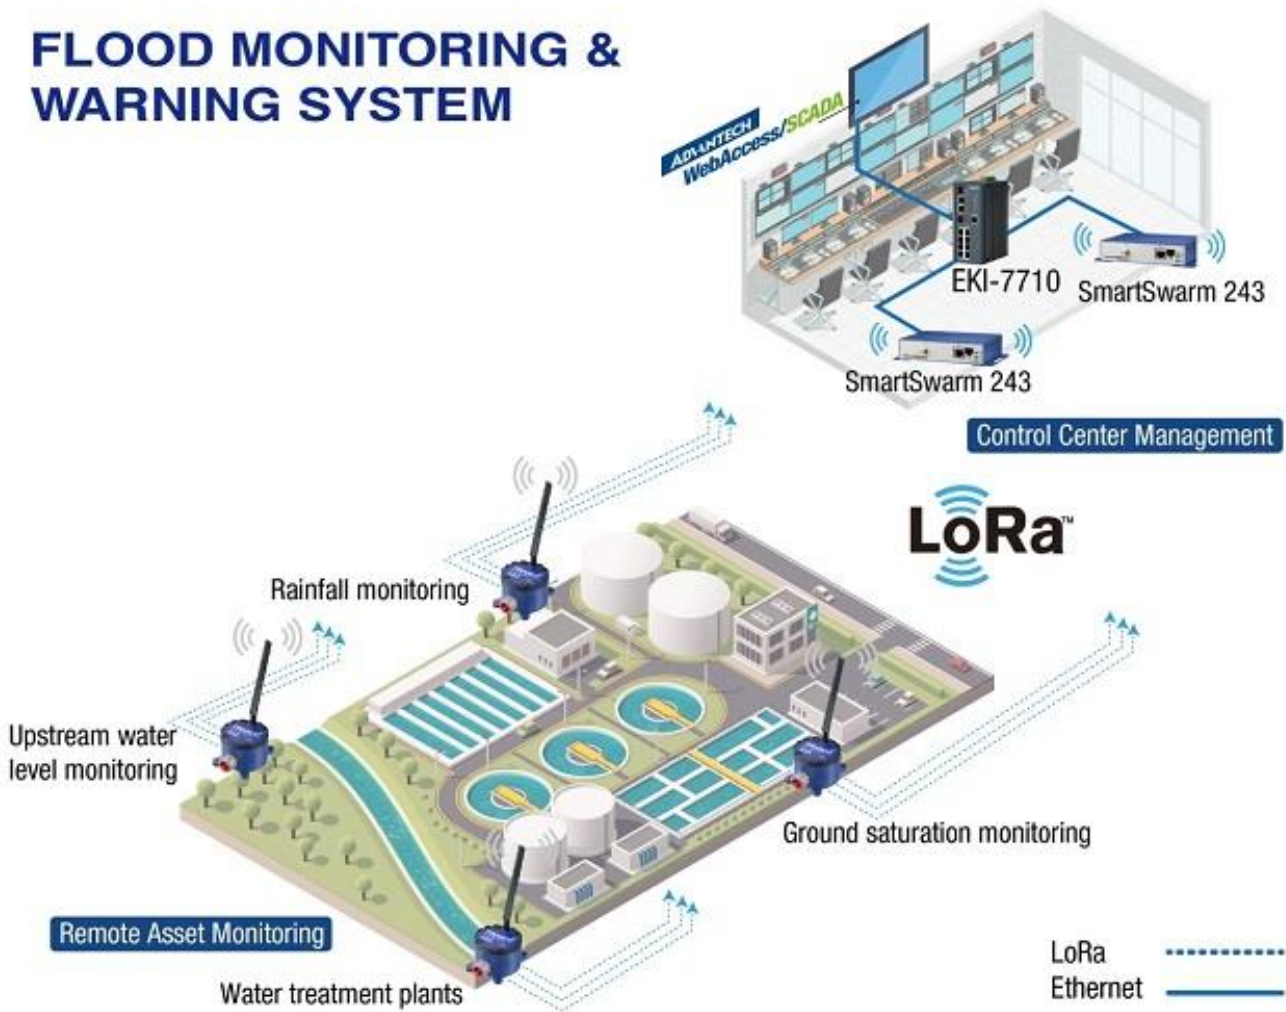 FLOOD MONITORING &
WARNING SYSTEM
ADVANTECH
WebAccess/SCADA
EKI-7710
SmartSwarm 243
SmartSwarm 243
Control Center Management
LoRa™
Rainfall monitoring
Upstream water
level monitoring
Ground saturation monitoring
Remote Asset Monitoring
Water treatment plants
LoRa
Ethernet